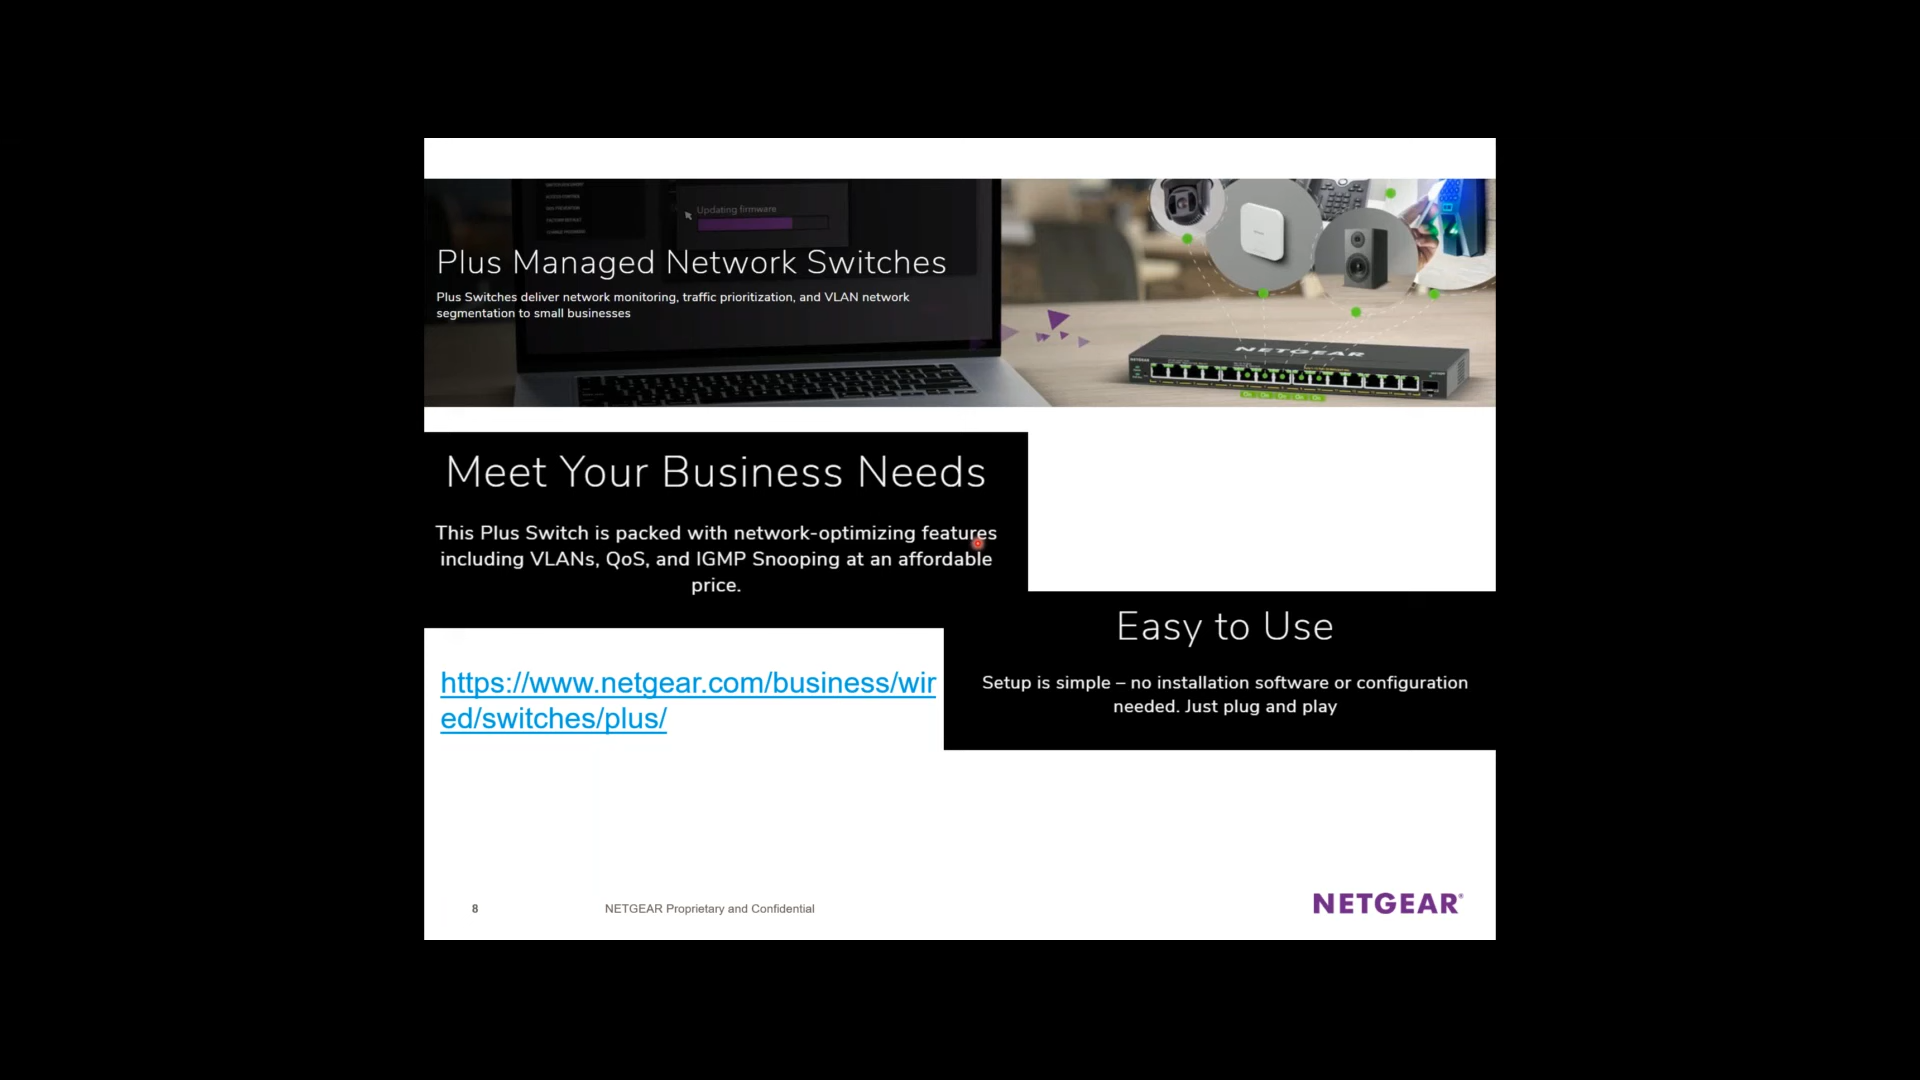 Updating firmware
Plus Managed Network Switches
Plus Switches deliver network monitoring, traffic prioritization, and VLAN network
segmentation to small businesses
NETGEAR
Meet Your Business Needs
This Plus Switch is packed with network-optimizing features
including VLANs, QoS, and IGMP Snooping at an affordable
price.
Easy to Use
Setup is simple – no installation software or configuration
needed. Just plug and play
https://www.netgear.com/business/wir
ed/switches/plus/
8
NETGEAR Proprietary and Confidential
NETGEAR®